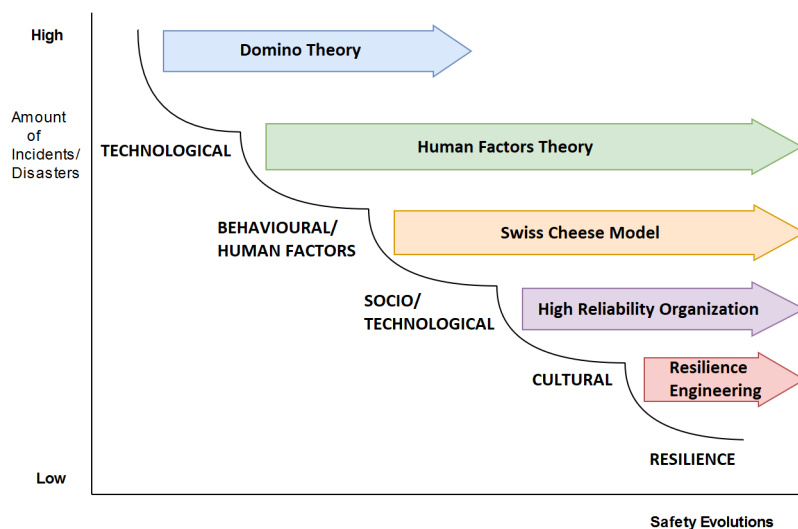 High
Domino Theory
Amount
of
Incidents/
Disasters
TECHNOLOGICAL
Human Factors Theory
BEHAVIOURAL/
HUMAN FACTORS
Swiss Cheese Model
SOCIO/
TECHNOLOGICAL
High Reliability Organization
CULTURAL
Resilience
Engineering
RESILIENCE
Low
Safety Evolutions